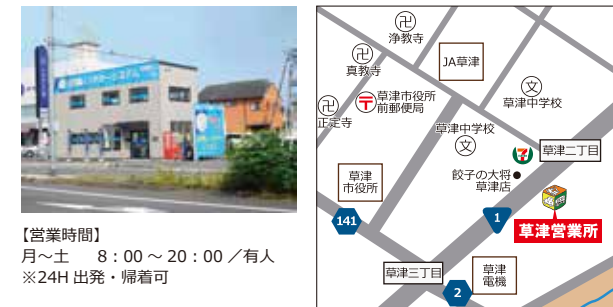 【営業時間】
月～土　8：00 ～ 20：00 ／有人
※24H 出発・帰着可
浄教寺
真教寺
JA草津
草津市役所
前郵便局
文
草津中学校
正定寺
草津中学校
文
草津二丁目
餃子の大将
草津店
草津
市役所
141
1
草津営業所
草津三丁目
草津
電機
2